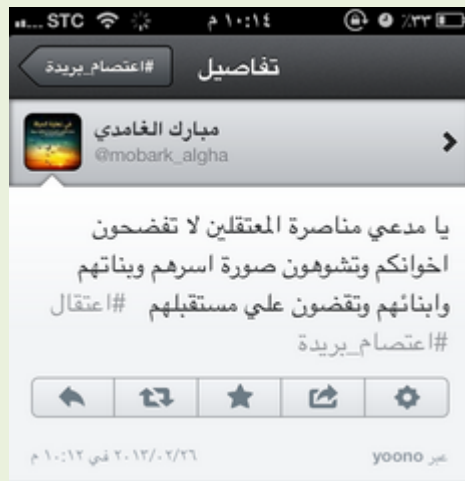 STC ١٠:١٤ م ٪٣٣
#اعتصام_بريدة
تفاصيل
مبارك الغامدي
@mobark_algha
يا مدعي مناصرة المعتقلين لا تفضحون
اخوانكم وتشوهون صورة اسرهم وبناتهم
وابنائهم وتقضون علي مستقبلهم #اعتقال
#اعتصام_بريدة
٢٠١٣/٠٢/٢٦ في ١٠:١٢ م
عبر yoono